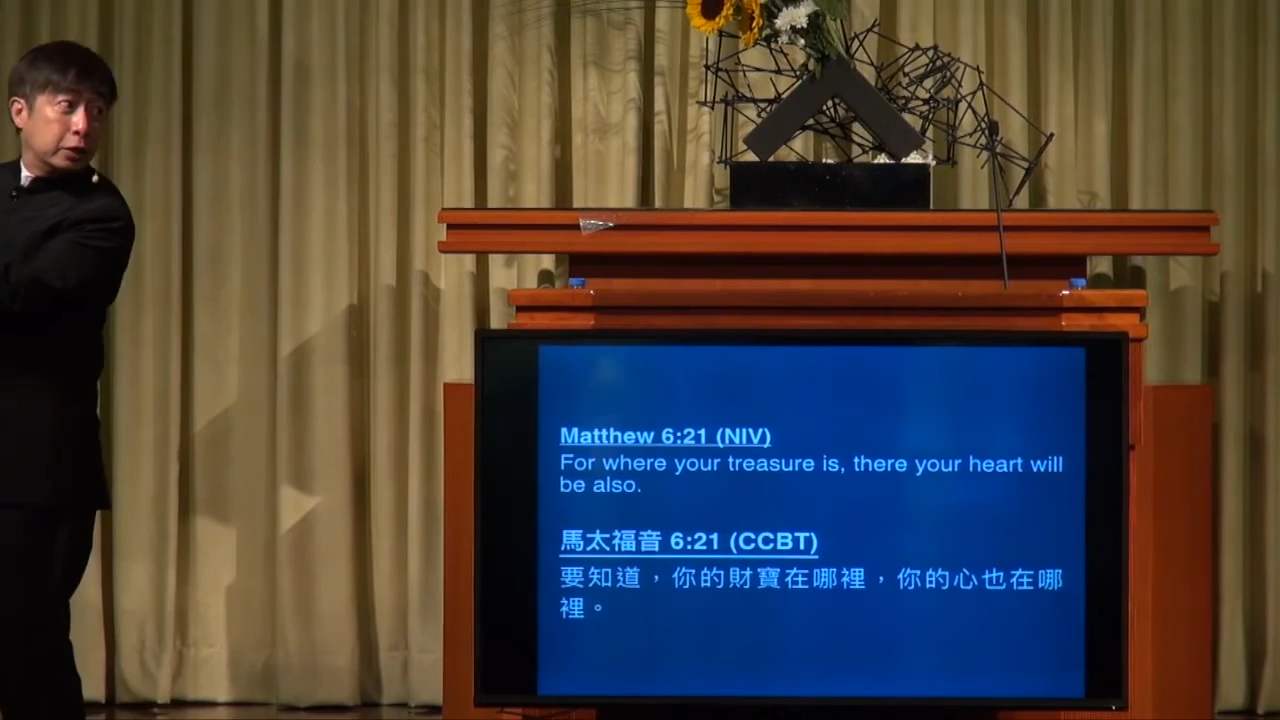 Matthew 6:21 (NIV)
For where your treasure is, there your heart will
be also.
馬太福音 6:21 (CCBT)
要知道，你的財寶在哪裡，你的心也在哪
裡。